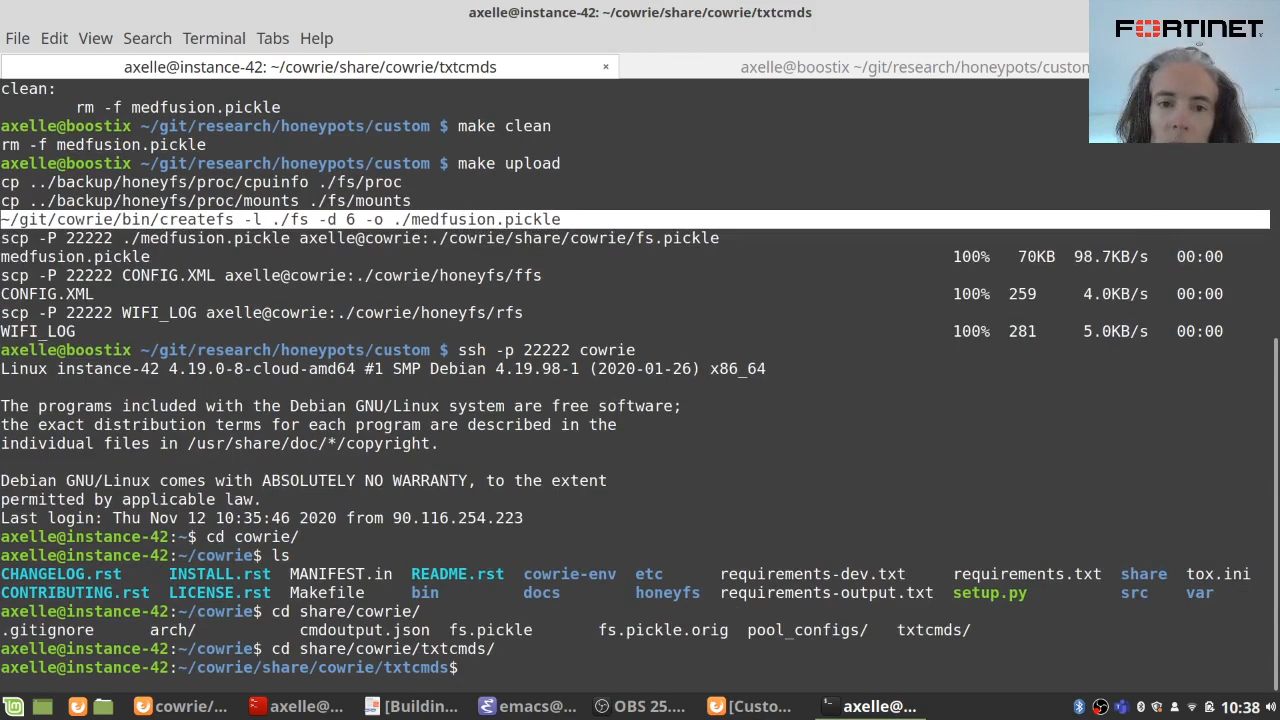 axelle@instance-42: ~/cowrie/share/cowrie/txtcmds
File Edit View Search Terminal Tabs Help
FORTINET
axelle@instance-42: ~/cowrie/share/cowrie/txtcmds × axelle@boostix ~/git/research/honeypots/custom
clean:
        rm -f medfusion.pickle
axelle@boostix ~/git/research/honeypots/custom $ make clean
rm -f medfusion.pickle
axelle@boostix ~/git/research/honeypots/custom $ make upload
cp ../backup/honeyfs/proc/cpuinfo ./fs/proc
cp ../backup/honeyfs/proc/mounts ./fs/mounts
~/git/cowrie/bin/createfs -l ./fs -d 6 -o ./medfusion.pickle
scp -P 22222 ./medfusion.pickle axelle@cowrie:./cowrie/share/cowrie/fs.pickle
medfusion.pickle 100% 70KB 98.7KB/s 00:00
scp -P 22222 CONFIG.XML axelle@cowrie:./cowrie/honeyfs/ffs
CONFIG.XML 100% 259 4.0KB/s 00:00
scp -P 22222 WIFI_LOG axelle@cowrie:./cowrie/honeyfs/rfs
WIFI_LOG 100% 281 5.0KB/s 00:00
axelle@boostix ~/git/research/honeypots/custom $ ssh -p 22222 cowrie
Linux instance-42 4.19.0-8-cloud-amd64 #1 SMP Debian 4.19.98-1 (2020-01-26) x86_64
The programs included with the Debian GNU/Linux system are free software;
the exact distribution terms for each program are described in the
individual files in /usr/share/doc/*/copyright.
Debian GNU/Linux comes with ABSOLUTELY NO WARRANTY, to the extent
permitted by applicable law.
Last login: Thu Nov 12 10:35:46 2020 from 90.116.254.223
axelle@instance-42:~$ cd cowrie/
axelle@instance-42:~/cowrie$ ls
CHANGELOG.rst INSTALL.rst MANIFEST.in README.rst cowrie-env etc requirements-dev.txt requirements.txt share tox.ini
CONTRIBUTING.rst LICENSE.rst Makefile bin docs honeyfs requirements-output.txt setup.py src var
axelle@instance-42:~/cowrie$ cd share/cowrie/
.gitignore arch/ cmdoutput.json fs.pickle fs.pickle.orig pool_configs/ txtcmds/
axelle@instance-42:~/cowrie$ cd share/cowrie/txtcmds/
axelle@instance-42:~/cowrie/share/cowrie/txtcmds$
cowrie/... axelle@... [Buildin... emacs@... OBS 25.... [Custo... axelle@... 10:38